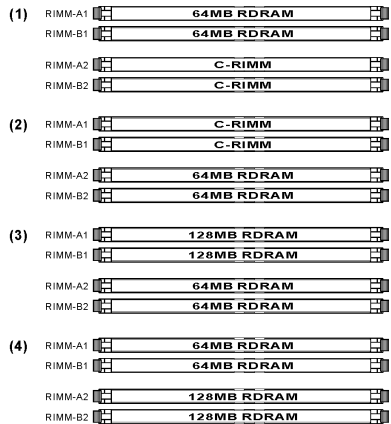 (1) RIMM-A1 64MB RDRAM
RIMM-B1 64MB RDRAM
RIMM-A2 C-RIMM
RIMM-B2 C-RIMM
(2) RIMM-A1 C-RIMM
RIMM-B1 C-RIMM
RIMM-A2 64MB RDRAM
RIMM-B2 64MB RDRAM
(3) RIMM-A1 128MB RDRAM
RIMM-B1 128MB RDRAM
RIMM-A2 64MB RDRAM
RIMM-B2 64MB RDRAM
(4) RIMM-A1 64MB RDRAM
RIMM-B1 64MB RDRAM
RIMM-A2 128MB RDRAM
RIMM-B2 128MB RDRAM